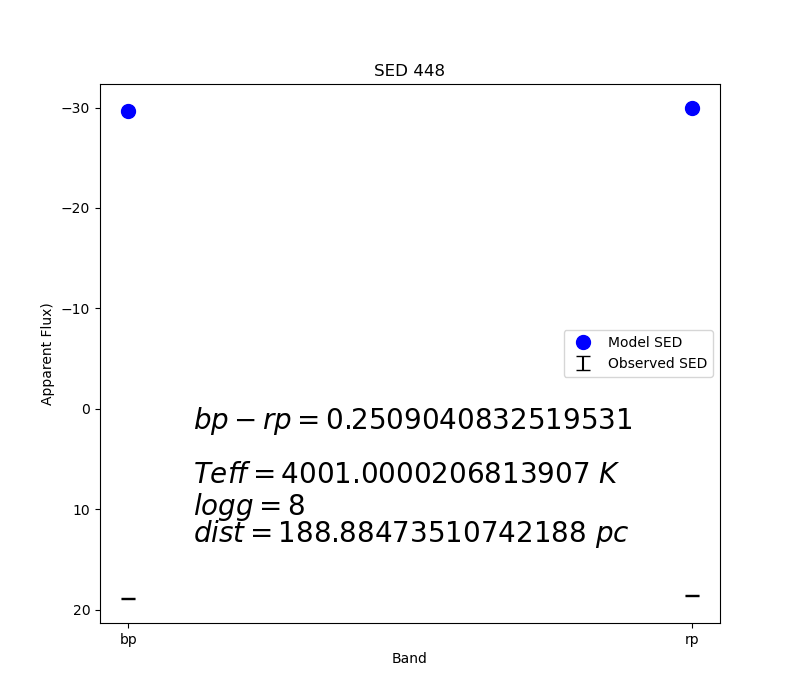 SED 448
−30
−20
−10
0
10
20
Apparent Flux)
Model SED
Observed SED
bp − rp = 0.2509040832519531
Teff = 4001.0000206813907 K
logg = 8
dist = 188.88473510742188 pc
bp
rp
Band